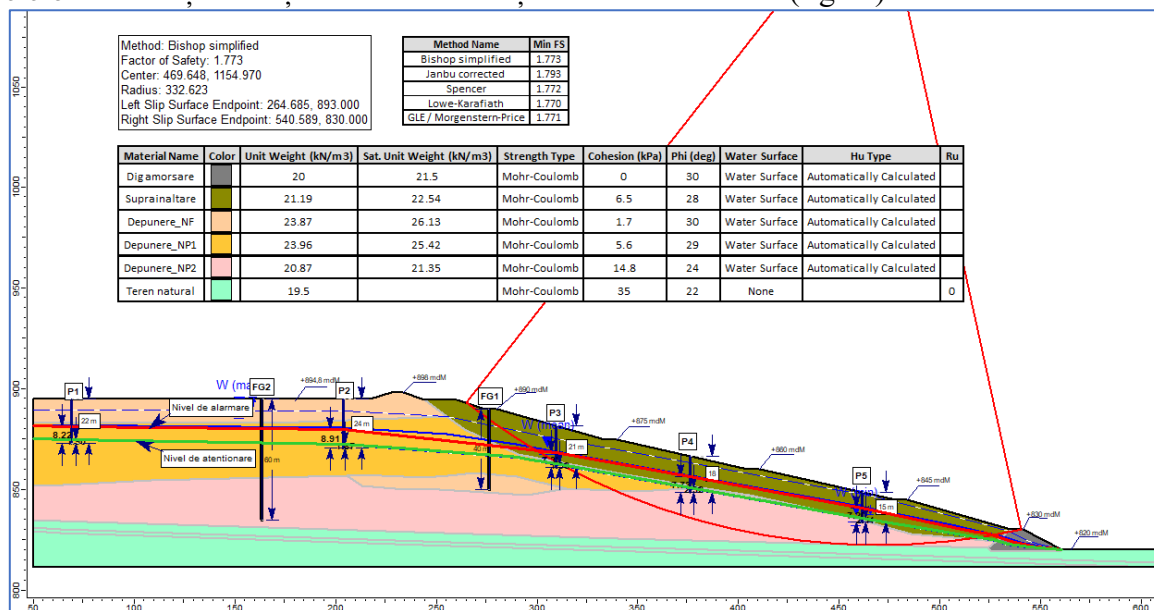 Method: Bishop simplified
Factor of Safety: 1.773
Center: 469.648, 1154.970
Radius: 332.623
Left Slip Surface Endpoint: 264.685, 893.000
Right Slip Surface Endpoint: 540.589, 830.000
Method Name Min FS
Bishop simplified 1.773
Janbu corrected 1.793
Spencer 1.772
Lowe-Karafiath 1.770
GLE / Morgenstern-Price 1.771
Material Name Color Unit Weight (kN/m3) Sat. Unit Weight (kN/m3) Strength Type Cohesion (kPa) Phi (deg) Water Surface Hu Type Ru
Dig amorsare 20 21.5 Mohr-Coulomb 0 30 Water Surface Automatically Calculated
Suprainaltare 21.19 22.54 Mohr-Coulomb 6.5 28 Water Surface Automatically Calculated
Depunere_NF 23.87 26.13 Mohr-Coulomb 1.7 30 Water Surface Automatically Calculated
Depunere_NP1 23.96 25.42 Mohr-Coulomb 5.6 29 Water Surface Automatically Calculated
Depunere_NP2 20.87 21.35 Mohr-Coulomb 14.8 24 Water Surface Automatically Calculated
Teren natural 19.5 Mohr-Coulomb 35 22 None 0
1050
1000
950
900
850
800
P1
W
FG2
+894,8 mdM
P2
+898 mdM
FG1
+890 mdM
P3
+875 mdM
P4
+860 mdM
P5
+845 mdM
+830 mdM
+820 mdM
Nivel de alarmare
Nivel de atentionare
22 m
24 m
21 m
18
15 m
8.22
8.91
60 m
40 m
50 100 150 200 250 300 350 400 450 500 550 600